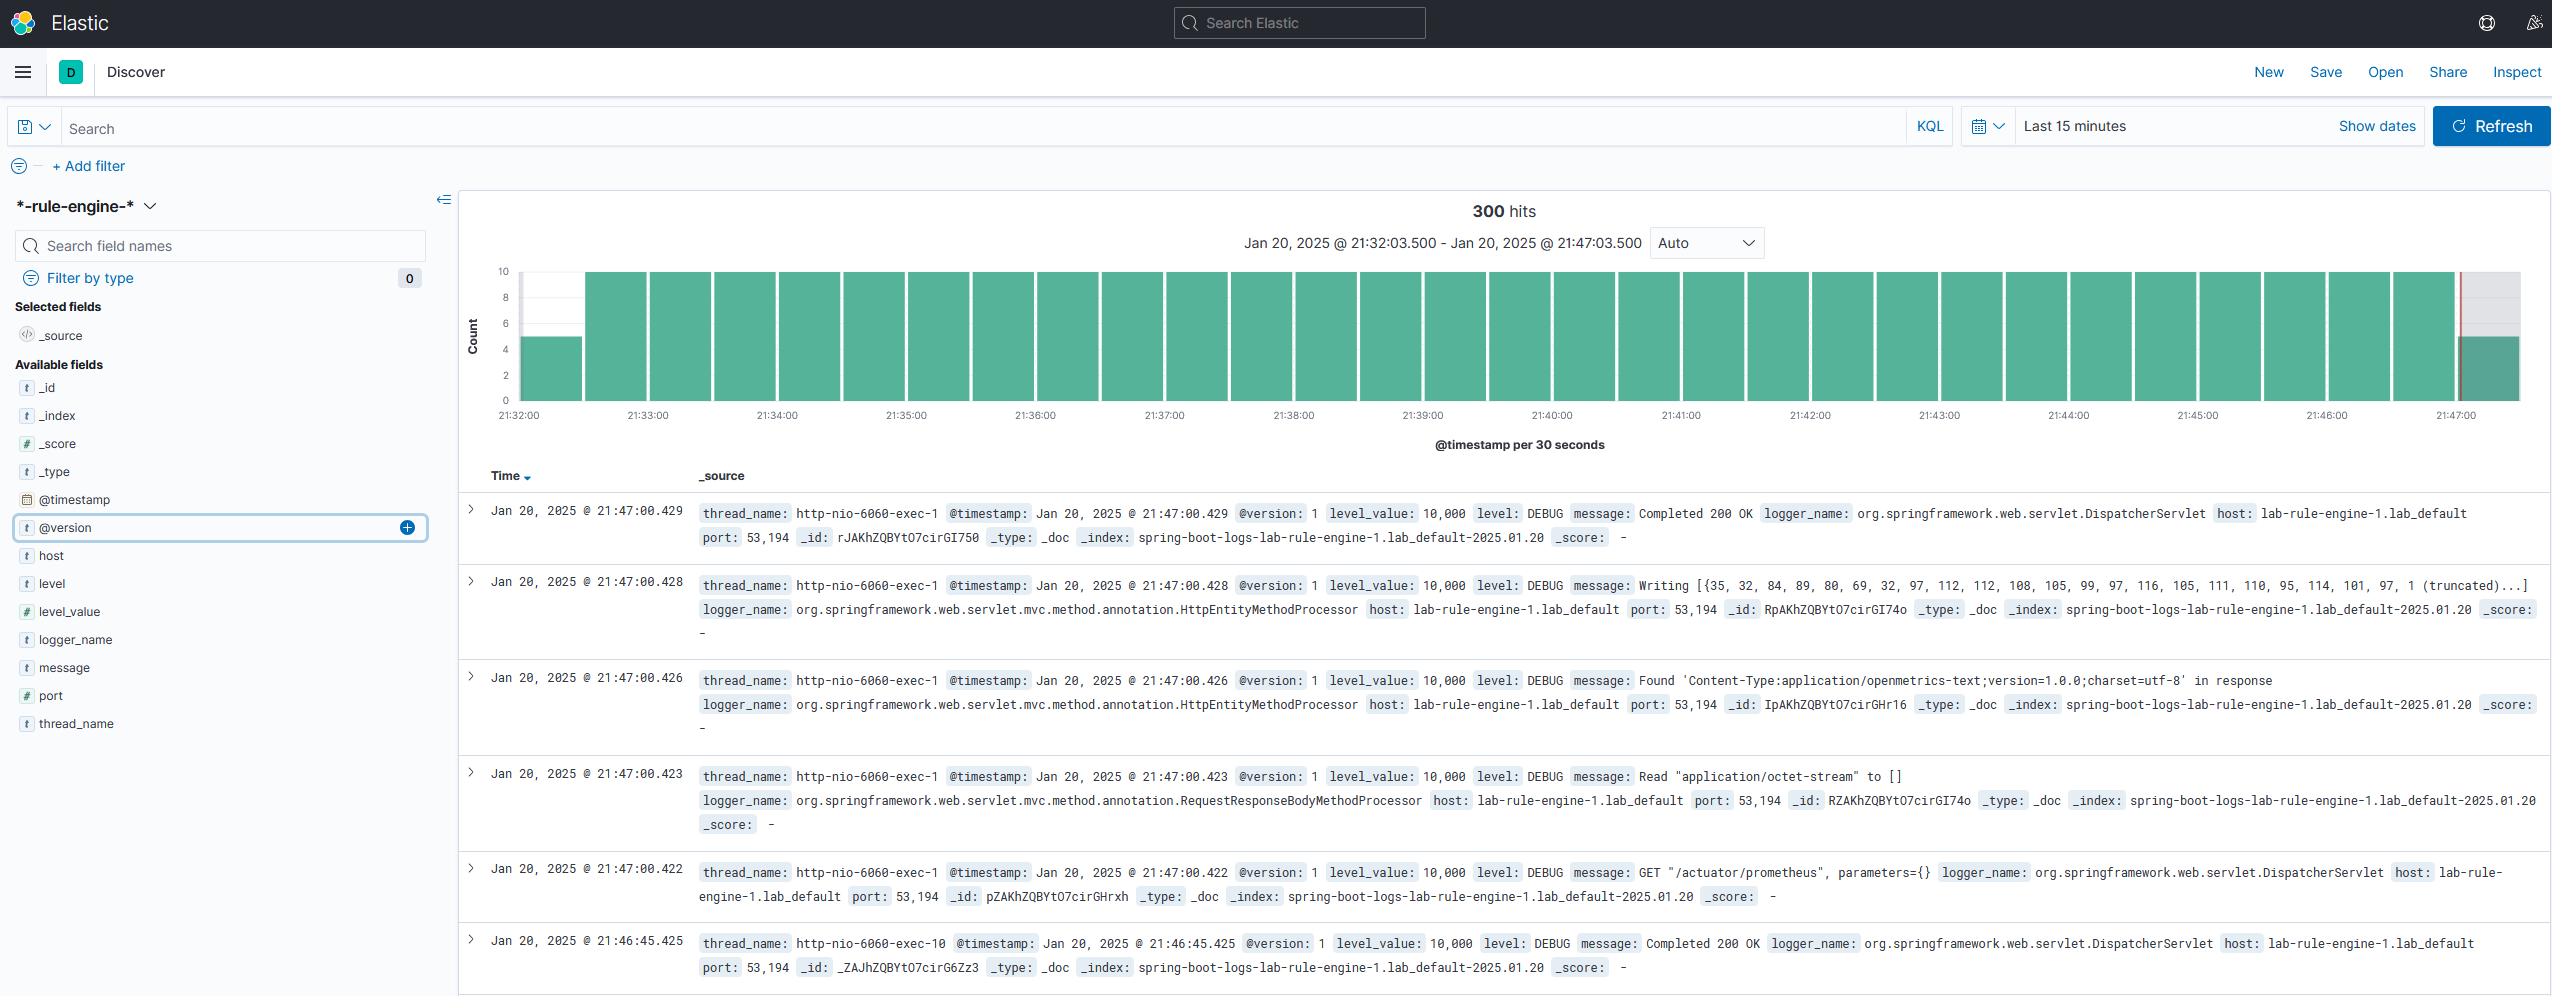 Elastic
Search Elastic
D
Discover
New Save Open Share Inspect
Search
KQL
Last 15 minutes
Show dates
Refresh
+ Add filter
*-rule-engine-*
Search field names
Filter by type
0
Selected fields
_source
Available fields
t _id
t _index
# _score
t _type
@timestamp
t @version
t host
t level
# level_value
t logger_name
t message
# port
t thread_name
300 hits
Jan 20, 2025 @ 21:32:03.500 - Jan 20, 2025 @ 21:47:03.500
Auto
Count
10
8
6
4
2
0
21:32:00 21:33:00 21:34:00 21:35:00 21:36:00 21:37:00 21:38:00 21:39:00 21:40:00 21:41:00 21:42:00 21:43:00 21:44:00 21:45:00 21:46:00 21:47:00
@timestamp per 30 seconds
Time _source
Jan 20, 2025 @ 21:47:00.429 thread_name: http-nio-6060-exec-1 @timestamp: Jan 20, 2025 @ 21:47:00.429 @version: 1 level_value: 10,000 level: DEBUG message: Completed 200 OK logger_name: org.springframework.web.servlet.DispatcherServlet host: lab-rule-engine-1.lab_default
port: 53,194 _id: rJAKhZQBYtO7cirGI750 _type: _doc _index: spring-boot-logs-lab-rule-engine-1.lab_default-2025.01.20 _score: -
Jan 20, 2025 @ 21:47:00.428 thread_name: http-nio-6060-exec-1 @timestamp: Jan 20, 2025 @ 21:47:00.428 @version: 1 level_value: 10,000 level: DEBUG message: Writing [{35, 32, 84, 89, 80, 69, 32, 97, 112, 112, 108, 105, 99, 97, 116, 105, 111, 110, 95, 114, 101, 97, 1 (truncated)...]
logger_name: org.springframework.web.servlet.mvc.method.annotation.HttpEntityMethodProcessor host: lab-rule-engine-1.lab_default port: 53,194 _id: RpAKhZQBYtO7cirGI74o _type: _doc _index: spring-boot-logs-lab-rule-engine-1.lab_default-2025.01.20 _score:
-
Jan 20, 2025 @ 21:47:00.426 thread_name: http-nio-6060-exec-1 @timestamp: Jan 20, 2025 @ 21:47:00.426 @version: 1 level_value: 10,000 level: DEBUG message: Found 'Content-Type:application/openmetrics-text;version=1.0.0;charset=utf-8' in response
logger_name: org.springframework.web.servlet.mvc.method.annotation.HttpEntityMethodProcessor host: lab-rule-engine-1.lab_default port: 53,194 _id: IpAKhZQBYtO7cirGHr16 _type: _doc _index: spring-boot-logs-lab-rule-engine-1.lab_default-2025.01.20 _score:
-
Jan 20, 2025 @ 21:47:00.423 thread_name: http-nio-6060-exec-1 @timestamp: Jan 20, 2025 @ 21:47:00.423 @version: 1 level_value: 10,000 level: DEBUG message: Read "application/octet-stream" to []
logger_name: org.springframework.web.servlet.mvc.method.annotation.RequestResponseBodyMethodProcessor host: lab-rule-engine-1.lab_default port: 53,194 _id: RZAKhZQBYtO7cirGI74o _type: _doc _index: spring-boot-logs-lab-rule-engine-1.lab_default-2025.01.20
_score: -
Jan 20, 2025 @ 21:47:00.422 thread_name: http-nio-6060-exec-1 @timestamp: Jan 20, 2025 @ 21:47:00.422 @version: 1 level_value: 10,000 level: DEBUG message: GET "/actuator/prometheus", parameters={} logger_name: org.springframework.web.servlet.DispatcherServlet host: lab-rule-
engine-1.lab_default port: 53,194 _id: pZAKhZQBYtO7cirGHrxh _type: _doc _index: spring-boot-logs-lab-rule-engine-1.lab_default-2025.01.20 _score: -
Jan 20, 2025 @ 21:46:45.425 thread_name: http-nio-6060-exec-10 @timestamp: Jan 20, 2025 @ 21:46:45.425 @version: 1 level_value: 10,000 level: DEBUG message: Completed 200 OK logger_name: org.springframework.web.servlet.DispatcherServlet host: lab-rule-engine-1.lab_default
port: 53,194 _id: _ZAJhZQBYtO7cirG6Zz3 _type: _doc _index: spring-boot-logs-lab-rule-engine-1.lab_default-2025.01.20 _score: -